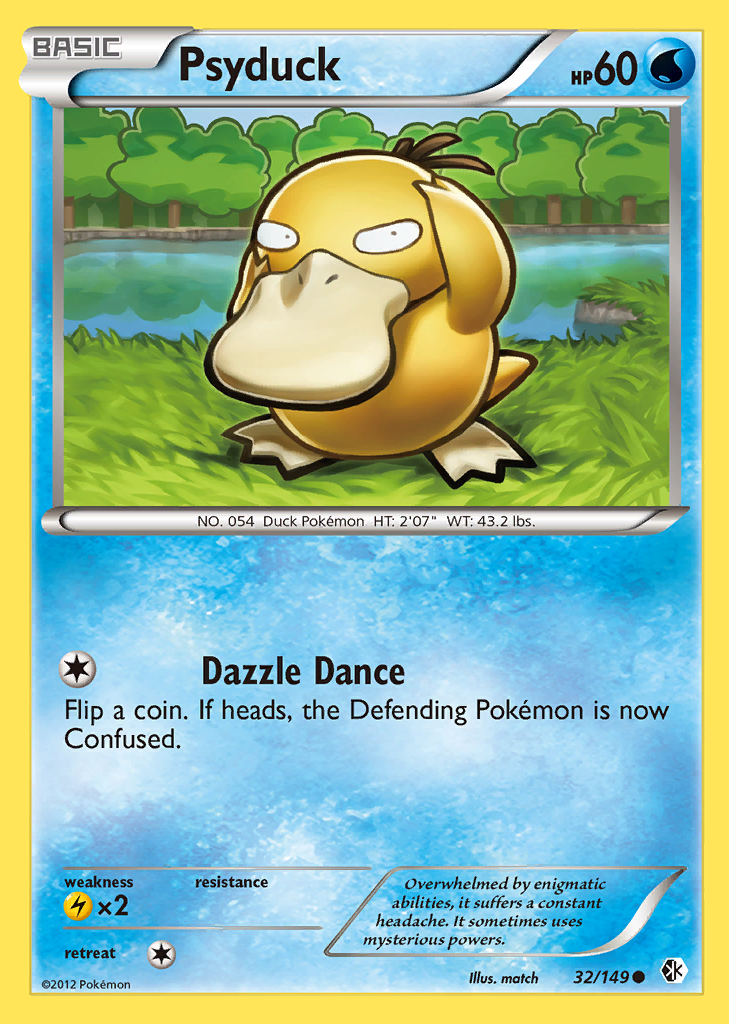 BASIC
Psyduck
HP60
NO. 054 Duck Pokémon HT: 2'07" WT: 43.2 lbs.
Dazzle Dance
Flip a coin. If heads, the Defending Pokémon is now
Confused.
weakness
×2
resistance
retreat
Overwhelmed by enigmatic
abilities, it suffers a constant
headache. It sometimes uses
mysterious powers.
©2012 Pokémon
Illus. match
32/149